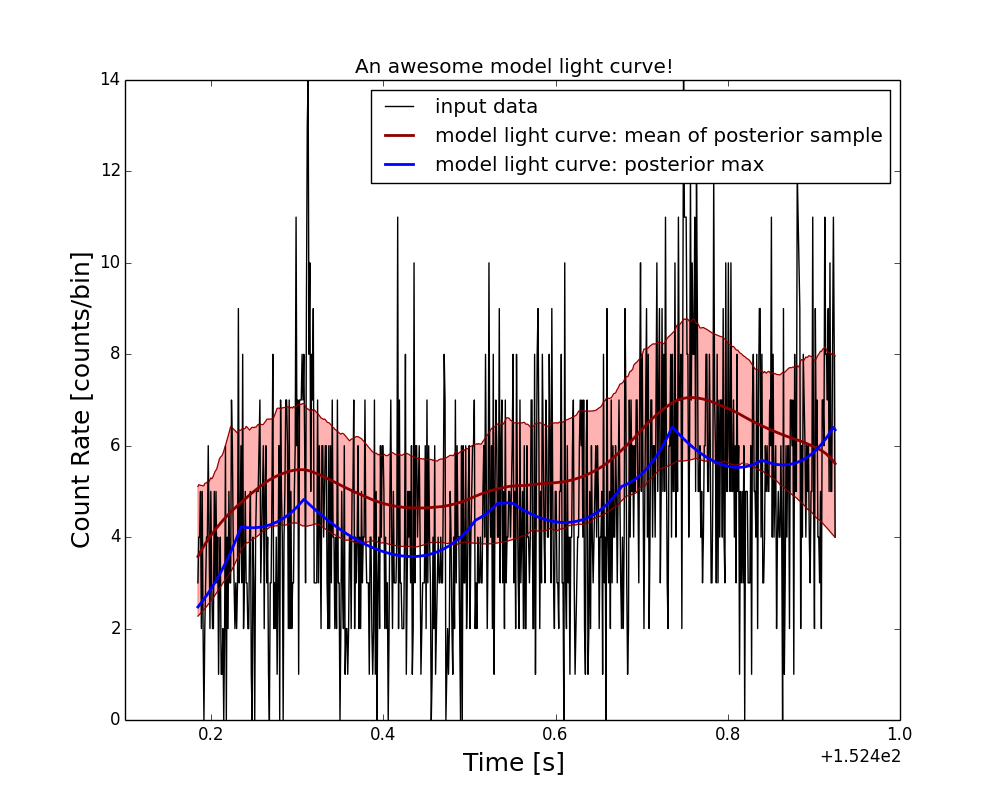 An awesome model light curve!
14
12
10
8
6
4
2
0
Count Rate [counts/bin]
input data
model light curve: mean of posterior sample
model light curve: posterior max
0.2 0.4 0.6 0.8 1.0
+1.524e2
Time [s]